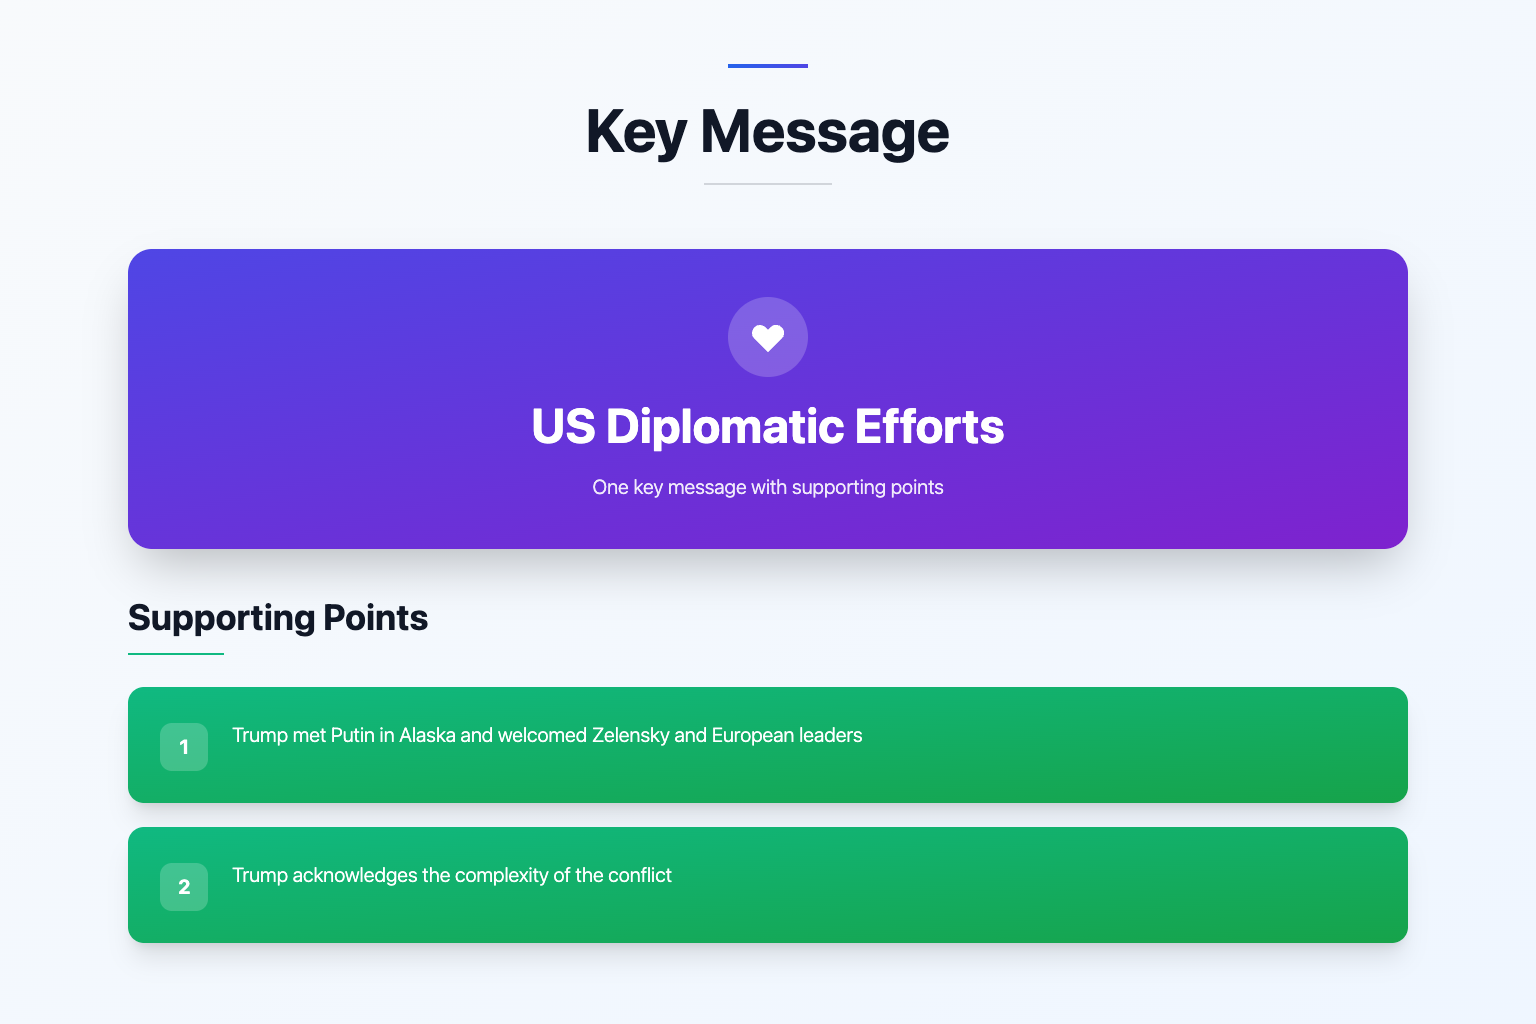 Key Message
US Diplomatic Efforts
One key message with supporting points
Supporting Points
1
Trump met Putin in Alaska and welcomed Zelensky and European leaders
2
Trump acknowledges the complexity of the conflict